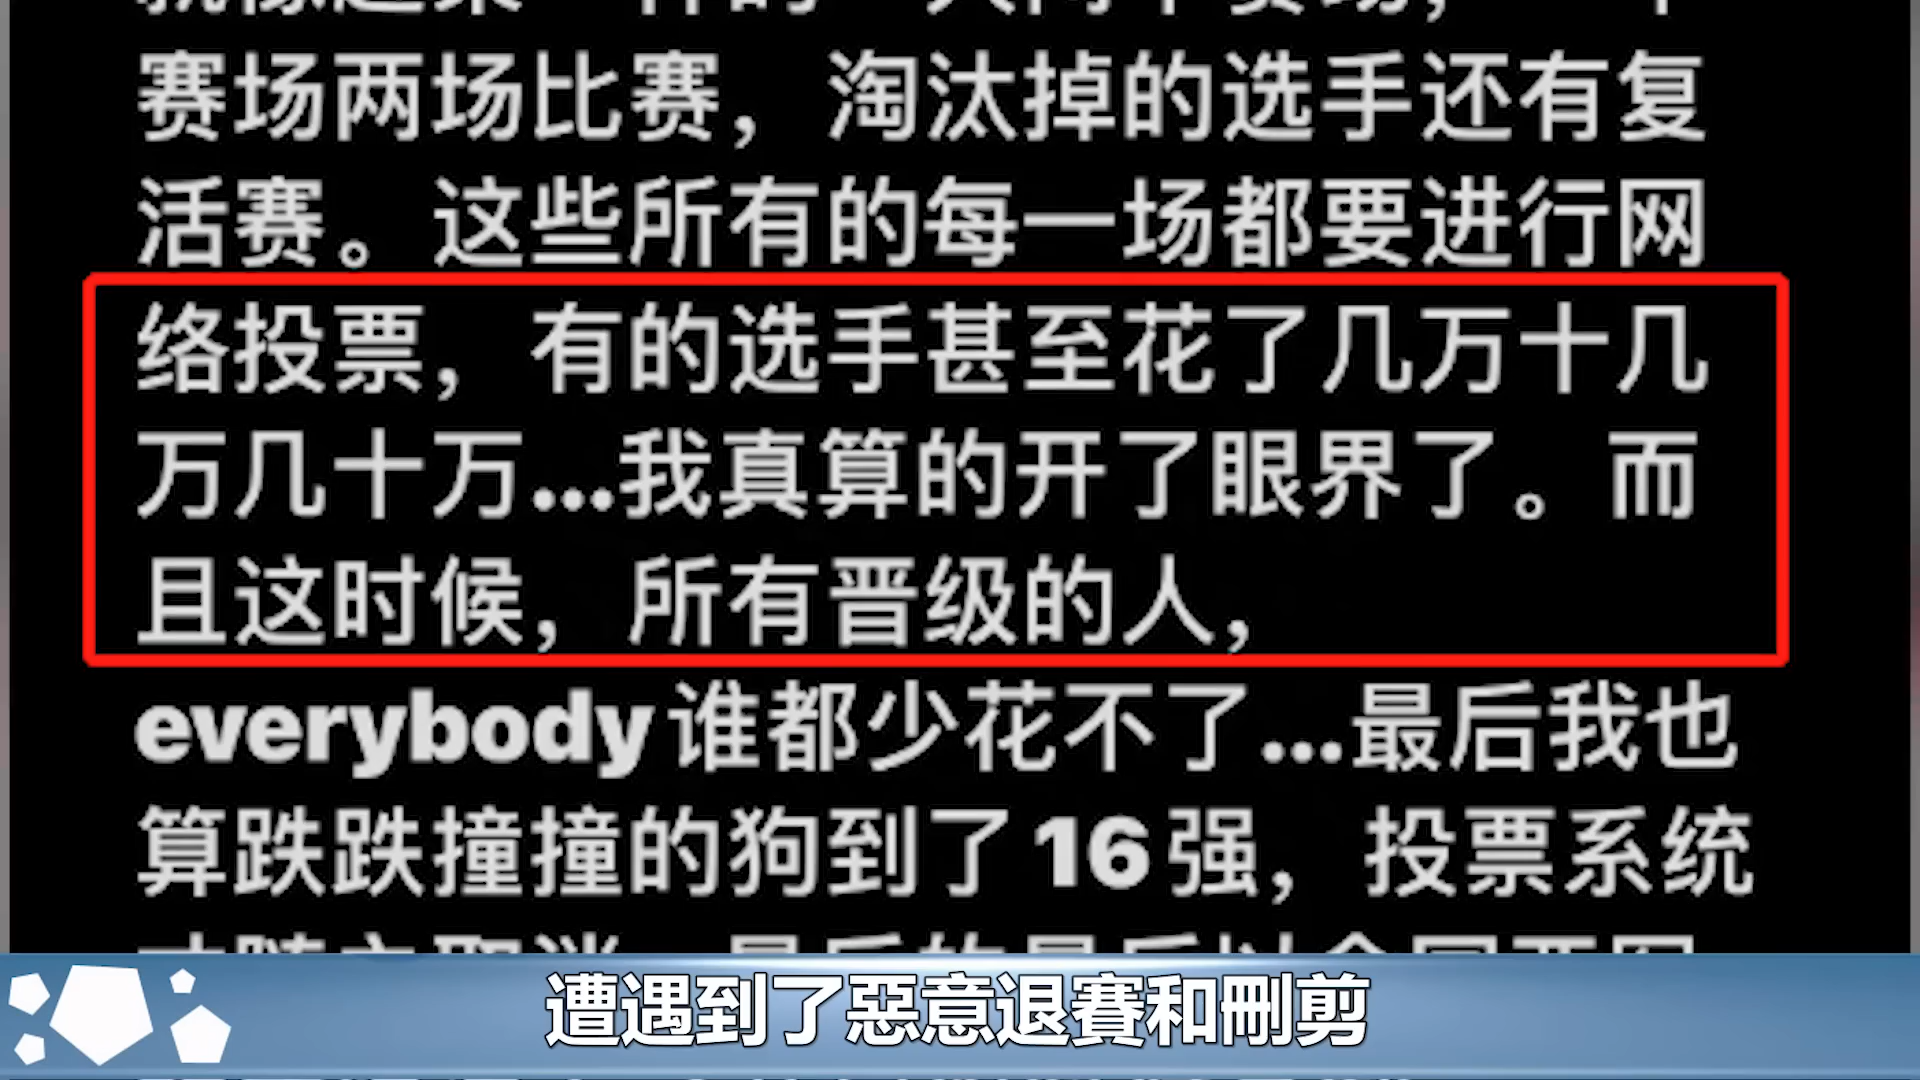 赛场两场比赛，淘汰掉的选手还有复
活赛。这些所有的每一场都要进行网
络投票，有的选手甚至花了几万十几
万几十万...我真算的开了眼界了。而
且这时候，所有晋级的人，
everybody谁都少花不了...最后我也
算跌跌撞撞的狗到了16强，投票系统
遭遇到了惡意退賽和刪剪